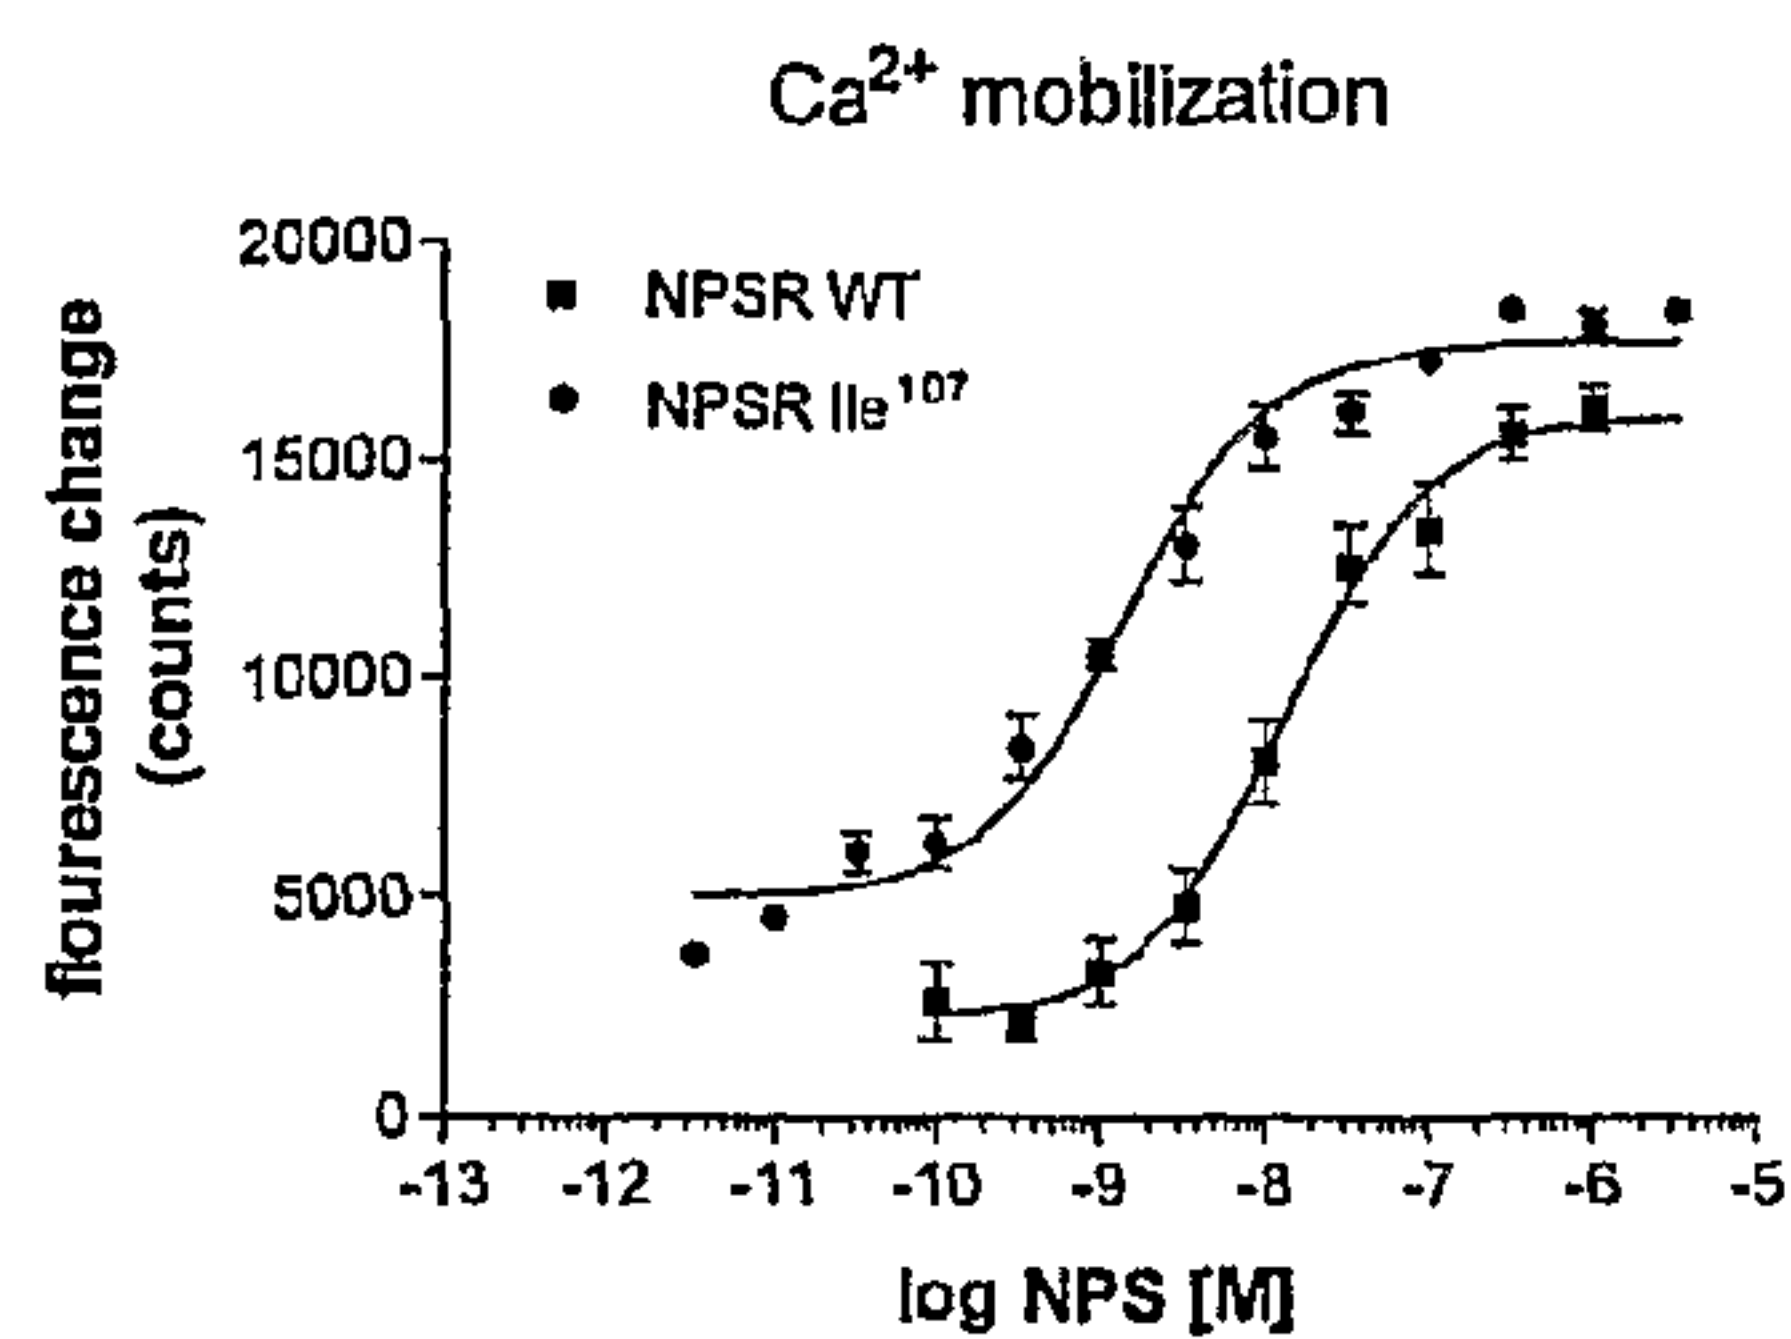 Ca²⁺ mobilization
flourescence change
(counts)
20000
15000
10000
5000
0
NPSR WT
NPSR Ile¹⁰⁷
-13 -12 -11 -10 -9 -8 -7 -6 -5
log NPS [M]